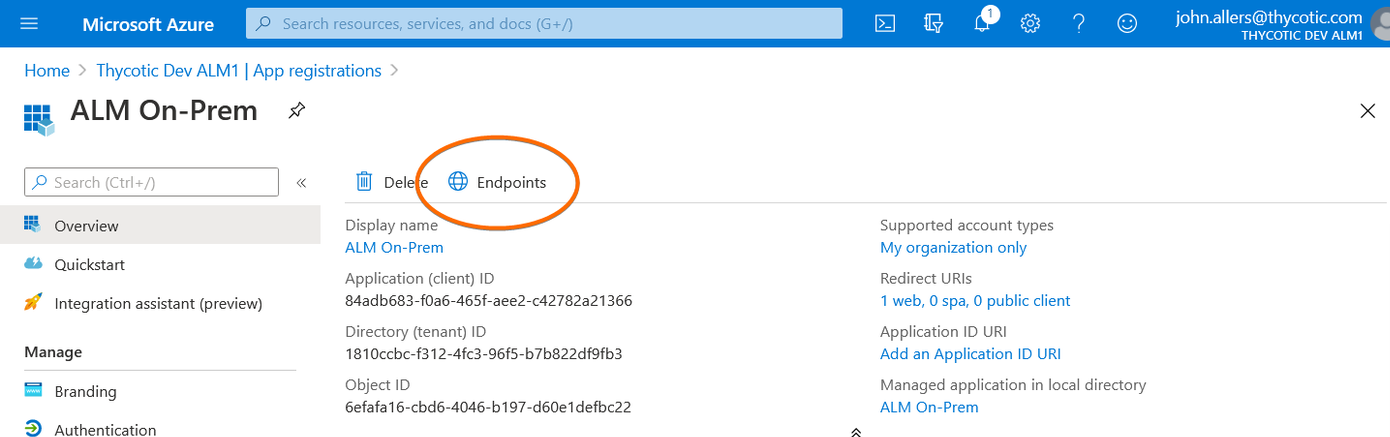 Microsoft Azure
Search resources, services, and docs (G+/)
1
?
john.allers@thycotic.com
THYCOTIC DEV ALM1
Home > Thycotic Dev ALM1 | App registrations >
ALM On-Prem
Search (Ctrl+/)
«
Delete
Endpoints
Overview
Quickstart
Integration assistant (preview)
Manage
Branding
Authentication
Display name
ALM On-Prem
Application (client) ID
84adb683-f0a6-465f-aee2-c42782a21366
Directory (tenant) ID
1810ccbc-f312-4fc3-96f5-b7b822df9fb3
Object ID
6efafa16-cbd6-4046-b197-d60e1defbc22
Supported account types
My organization only
Redirect URIs
1 web, 0 spa, 0 public client
Application ID URI
Add an Application ID URI
Managed application in local directory
ALM On-Prem